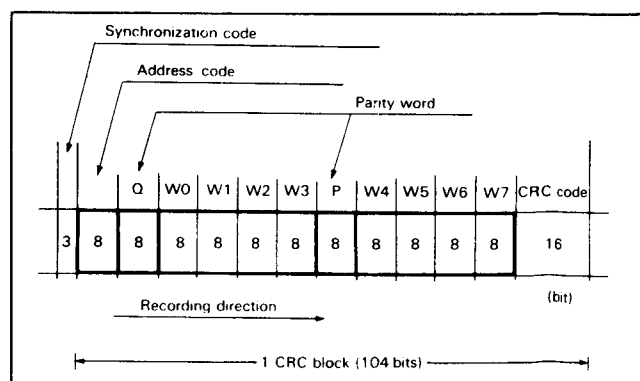 Synchronization code
Address code
Parity word
Q W0 W1 W2 W3 P W4 W5 W6 W7 CRC code
3 8 8 8 8 8 8 8 8 8 8 8 16
(bit)
Recording direction
1 CRC block (104 bits)